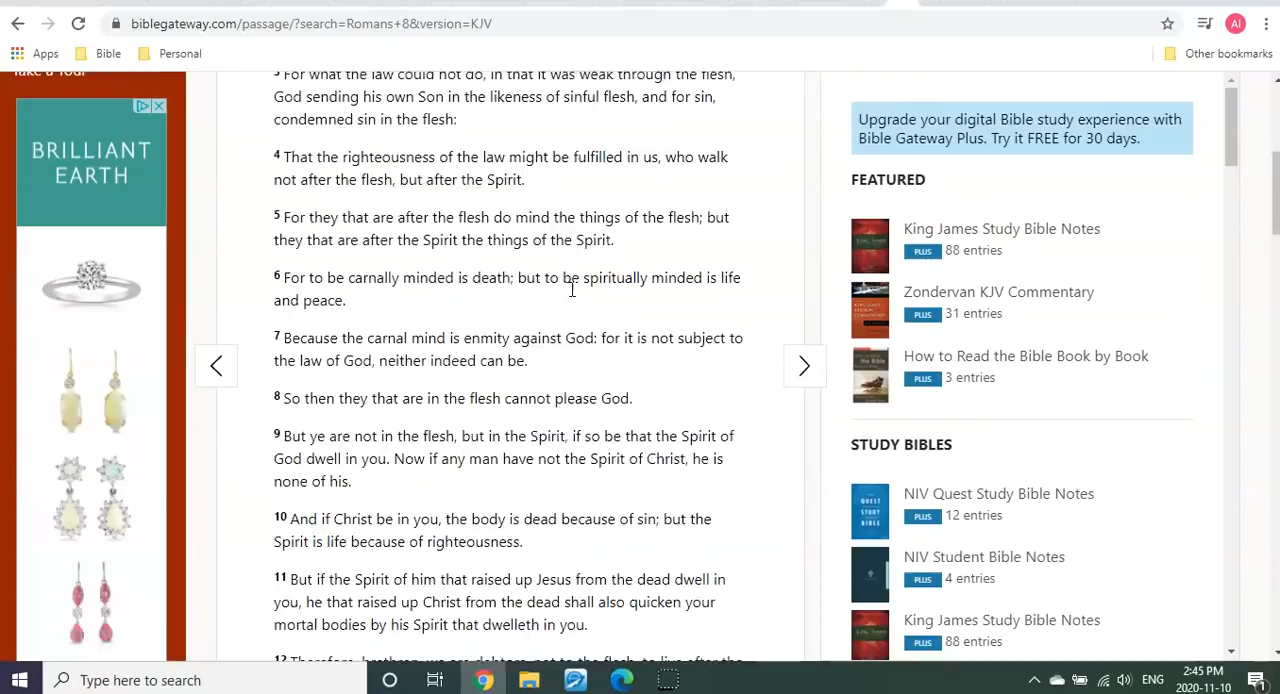 biblegateway.com/passage/?search=Romans+8&version=KJV
AI
Apps
Bible
Personal
Other bookmarks
Take a Tour
BRILLIANT
EARTH
3 For what the law could not do, in that it was weak through the flesh,
God sending his own Son in the likeness of sinful flesh, and for sin,
condemned sin in the flesh:
4 That the righteousness of the law might be fulfilled in us, who walk
not after the flesh, but after the Spirit.
5 For they that are after the flesh do mind the things of the flesh; but
they that are after the Spirit the things of the Spirit.
6 For to be carnally minded is death; but to be spiritually minded is life
and peace.
7 Because the carnal mind is enmity against God: for it is not subject to
the law of God, neither indeed can be.
8 So then they that are in the flesh cannot please God.
9 But ye are not in the flesh, but in the Spirit, if so be that the Spirit of
God dwell in you. Now if any man have not the Spirit of Christ, he is
none of his.
10 And if Christ be in you, the body is dead because of sin; but the
Spirit is life because of righteousness.
11 But if the Spirit of him that raised up Jesus from the dead dwell in
you, he that raised up Christ from the dead shall also quicken your
mortal bodies by his Spirit that dwelleth in you.
12 Therefore, brethren, we are debtors, not to the flesh, to live after the
Upgrade your digital Bible study experience with
Bible Gateway Plus. Try it FREE for 30 days.
FEATURED
King James Study Bible Notes
PLUS 88 entries
Zondervan KJV Commentary
PLUS 31 entries
How to Read the Bible Book by Book
PLUS 3 entries
STUDY BIBLES
NIV Quest Study Bible Notes
PLUS 12 entries
NIV Student Bible Notes
PLUS 4 entries
King James Study Bible Notes
PLUS 88 entries
Type here to search
ENG
2:45 PM
2020-11-10